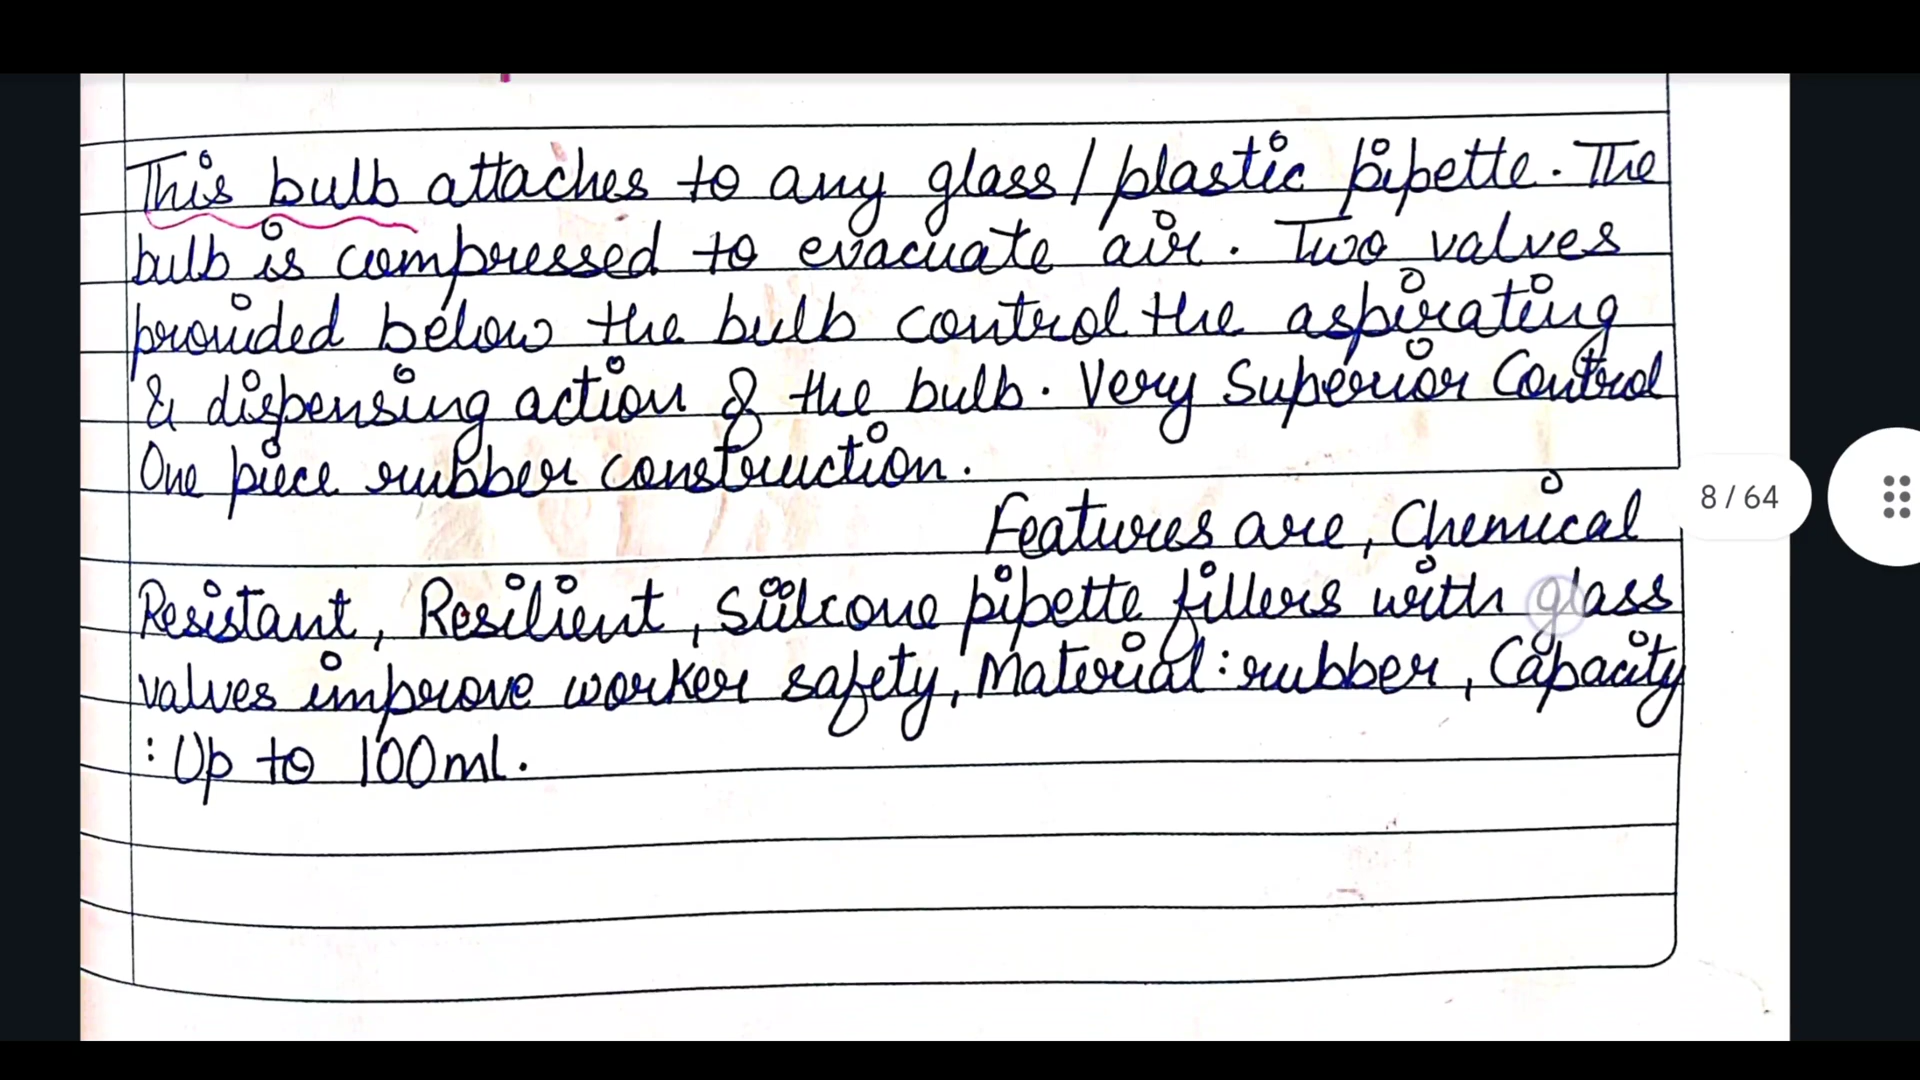 This bulb attaches to any glass / plastic pipette. The
bulb is compressed to evacuate air. Two valves
provided below the bulb control the aspirating
& dispensing action of the bulb. Very Superior Control
One piece rubber construction.
Features are, Chemical
Resistant, Resilient, Siilcone pipette fillers with glass
valves improve worker safety, Material : rubber, Capacity
: Up to 100ml.
8 / 64